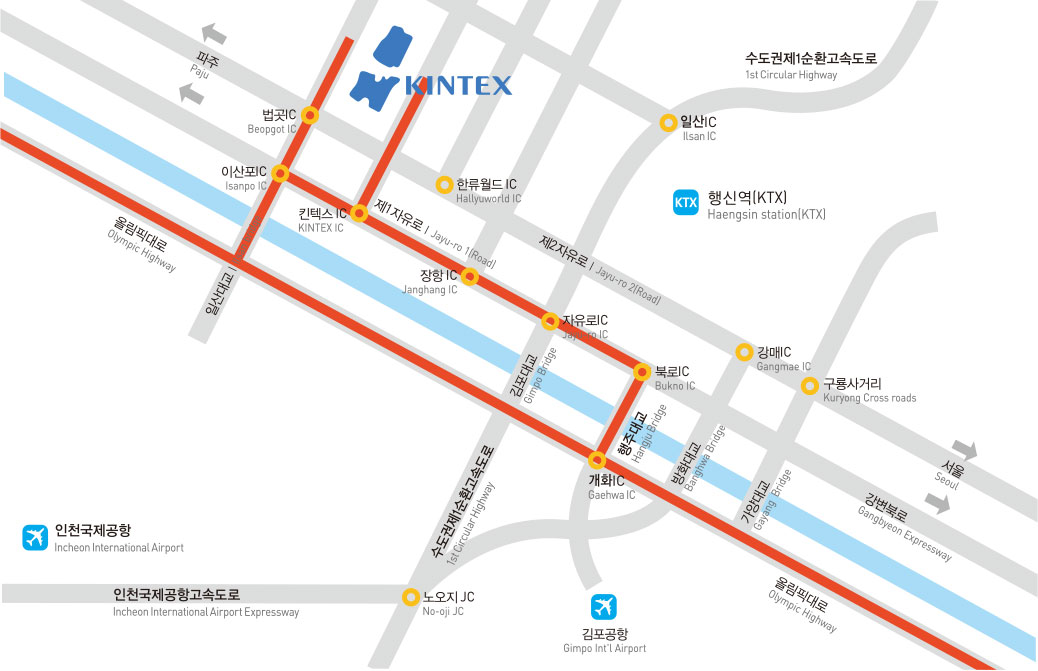 KINTEX
파주
Paju
수도권제1순환고속도로
1st Circular Highway
법곳IC
Beopgot IC
일산IC
Ilsan IC
이산포IC
Isanpo IC
한류월드 IC
Hallyuworld IC
KTX
행신역(KTX)
Haengsin station(KTX)
킨텍스 IC
KINTEX IC
제1자유로 | Jayu-ro 1(Road)
올림픽대로
Olympic Highway
제2자유로 | Jayu-ro 2(Road)
일산대교 |
장항 IC
Janghang IC
자유로IC
Jayu-ro IC
김포대교
Gimpo Bridge
북로IC
Bukno IC
강매IC
Gangmae IC
구룡사거리
Kuryong Cross roads
행주대교
Hangju Bridge
방화대교
Banghwa Bridge
가양대교
Gayang Bridge
서울
Seoul
강변북로
Gangbyeon Expressway
개화IC
Gaehwa IC
수도권제1순환고속도로
1st Circular Highway
인천국제공항
Incheon International Airport
인천국제공항고속도로
Incheon International Airport Expressway
노오지 JC
No-oji JC
김포공항
Gimpo Int'l Airport
올림픽대로
Olympic Highway